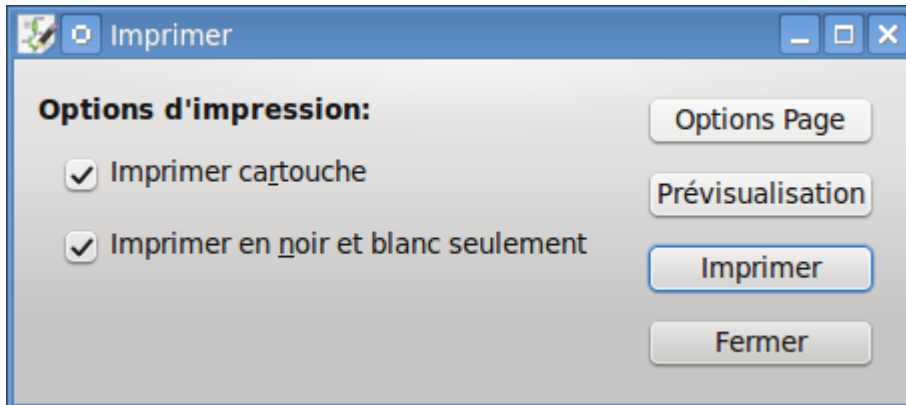 Imprimer
Options d'impression:
Imprimer cartouche
Imprimer en noir et blanc seulement
Options Page
Prévisualisation
Imprimer
Fermer